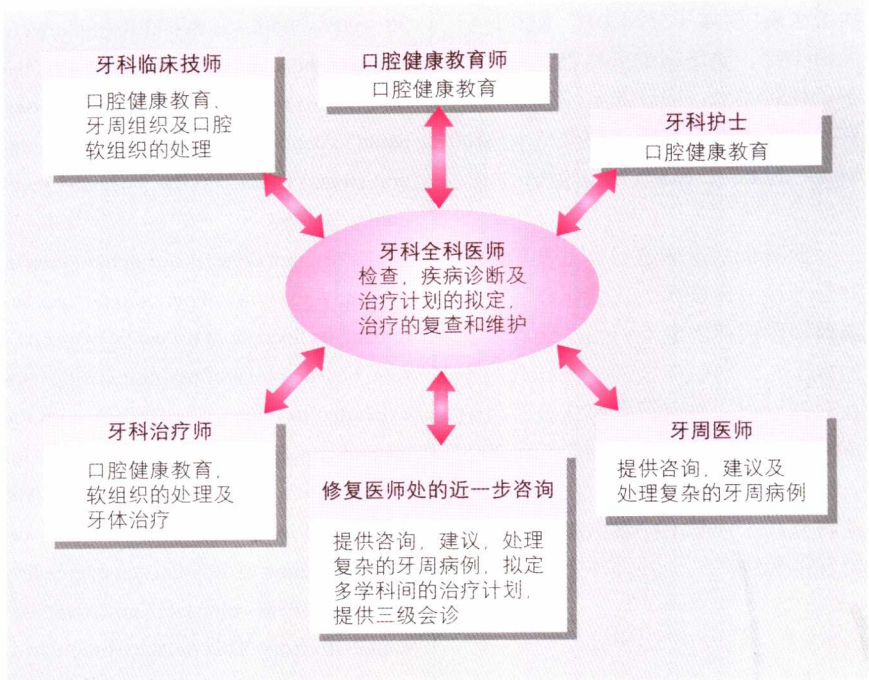 牙科临床技师
口腔健康教育,
牙周组织及口腔
软组织的处理
口腔健康教育师
口腔健康教育
牙科护士
口腔健康教育
牙科全科医师
检查, 疾病诊断及
治疗计划的拟定,
治疗的复查和维护
牙科治疗师
口腔健康教育,
软组织的处理及
牙体治疗
修复医师处的近一步咨询
提供咨询, 建议, 处理
复杂的牙周病例, 拟定
多学科间的治疗计划,
提供三级会诊
牙周医师
提供咨询, 建议及
处理复杂的牙周病例